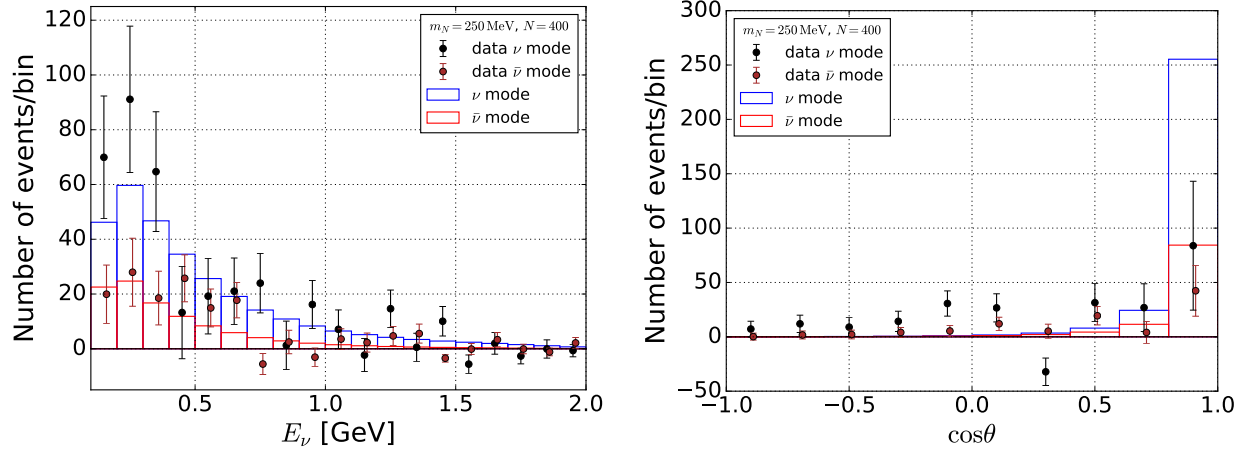 m_N = 250 MeV, N = 400
data ν mode
data ν̄ mode
ν mode
ν̄ mode
Number of events/bin
120
100
80
60
40
20
0
0.5
1.0
1.5
2.0
E_ν [GeV]
m_N = 250 MeV, N = 400
data ν mode
data ν̄ mode
ν mode
ν̄ mode
Number of events/bin
300
250
200
150
100
50
0
−50
−1.0
−0.5
0.0
0.5
1.0
cosθ